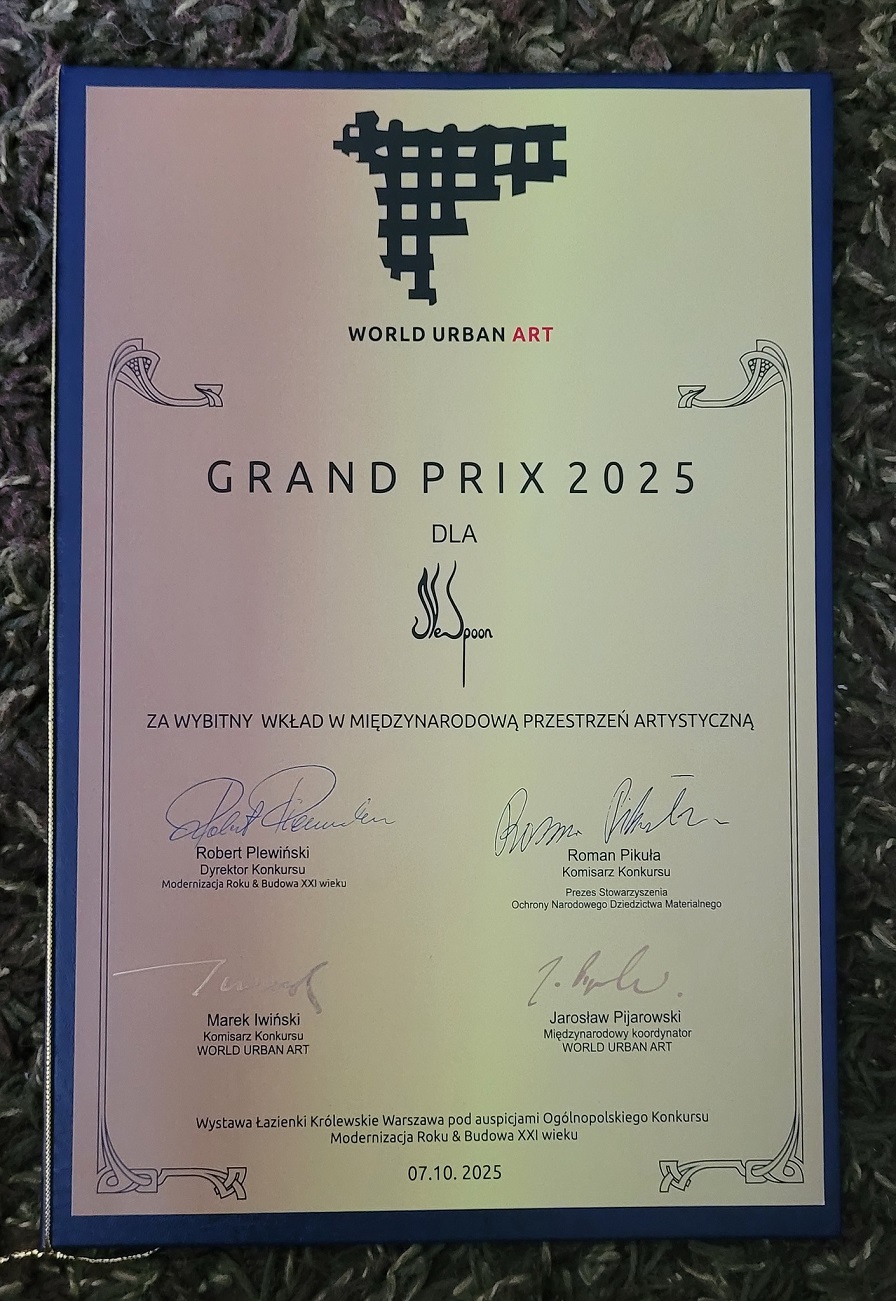 WORLD URBAN ART
GRAND PRIX 2025
DLA
NeSpoon
ZA WYBITNY WKŁAD W MIĘDZYNARODOWĄ PRZESTRZEŃ ARTYSTYCZNĄ
Robert Plewiński
Dyrektor Konkursu
Modernizacja Roku & Budowa XXI wieku
Roman Pikuła
Komisarz Konkursu
Prezes Stowarzyszenia
Ochrony Narodowego Dziedzictwa Materialnego
Marek Iwiński
Komisarz Konkursu
WORLD URBAN ART
Jarosław Pijarowski
Międzynarodowy koordynator
WORLD URBAN ART
Wystawa Łazienki Królewskie Warszawa pod auspicjami Ogólnopolskiego Konkursu
Modernizacja Roku & Budowa XXI wieku
07.10. 2025